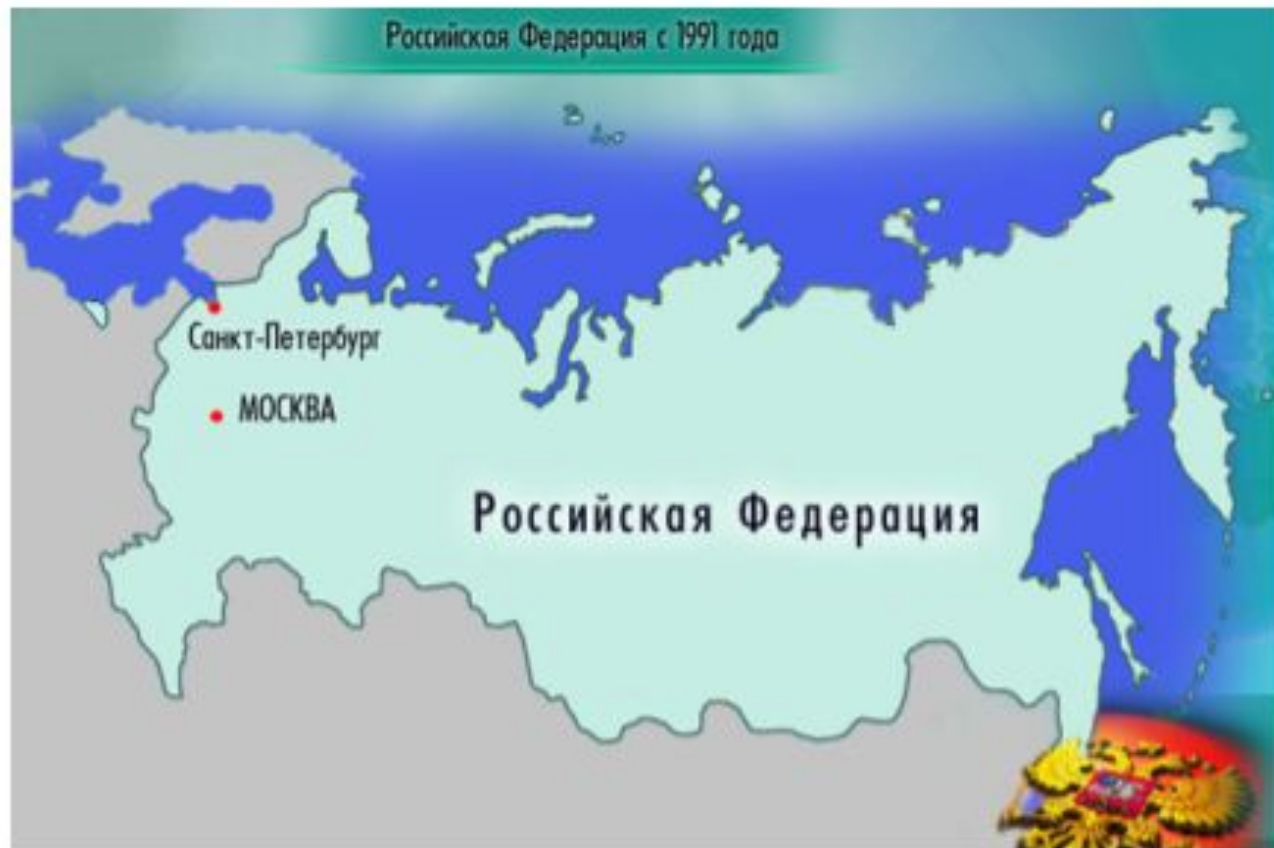 Российская Федерация с 1991 года
Санкт-Петербург
МОСКВА
Российская Федерация